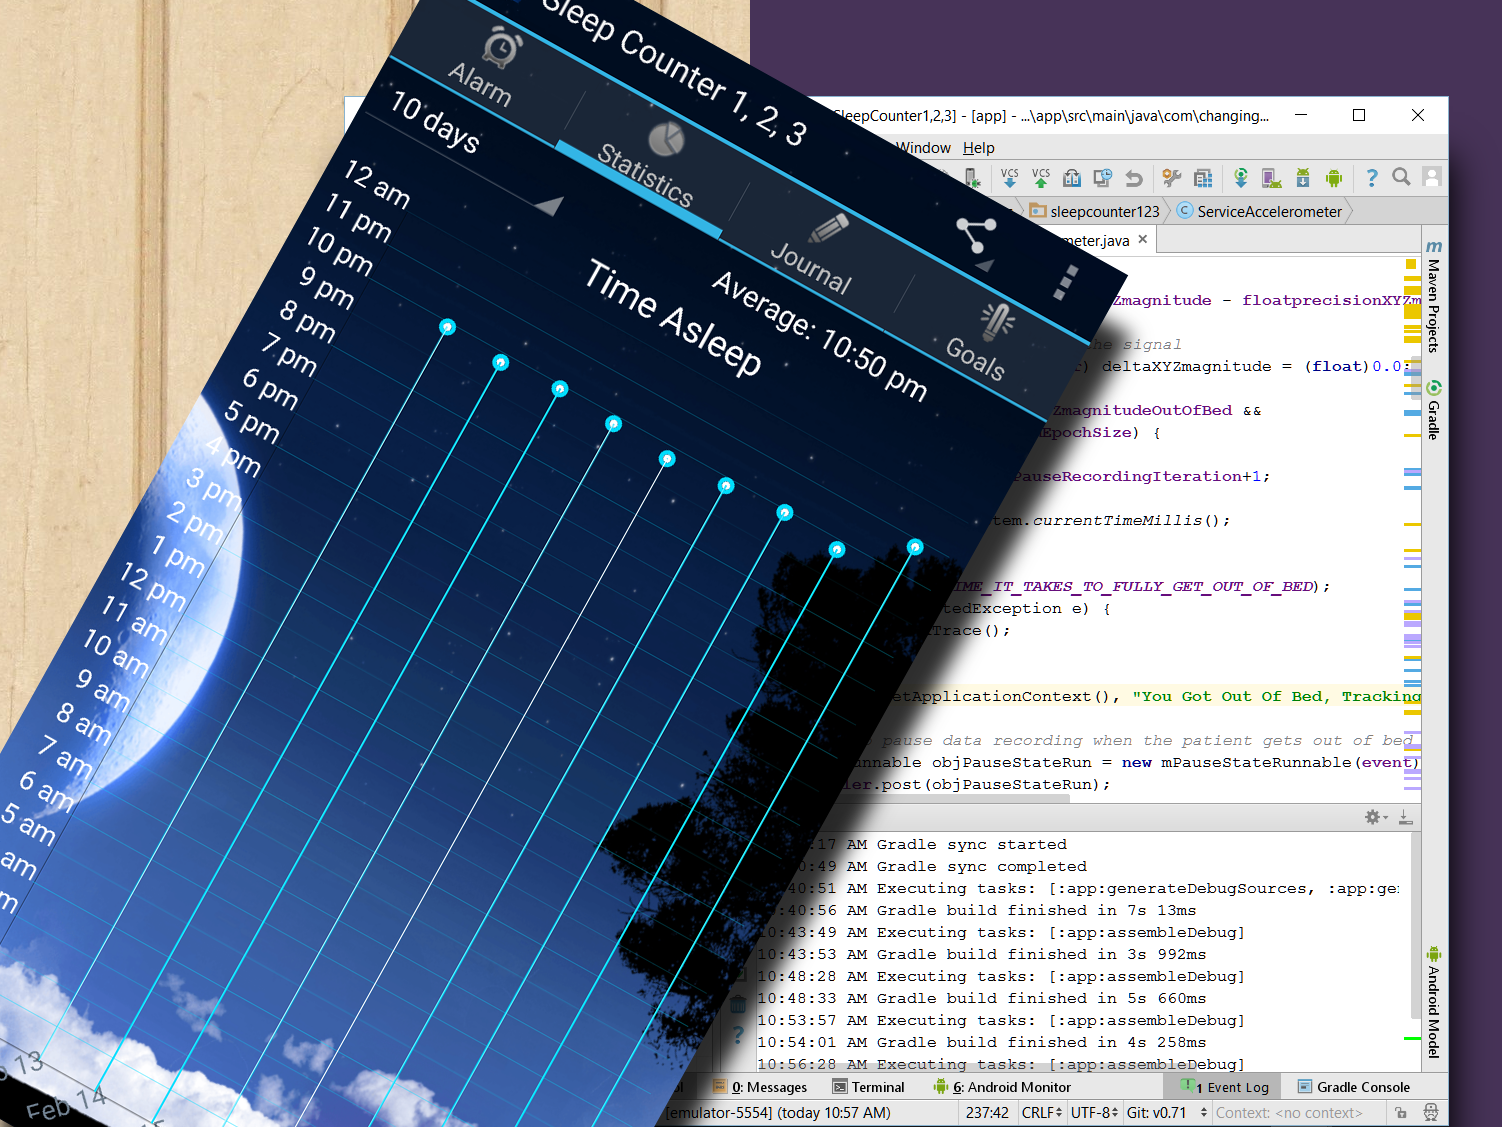 Sleep Counter 1, 2, 3
Alarm
Statistics
Journal
Goals
10 days
Time Asleep
Average: 10:50 pm
12 am
11 pm
10 pm
9 pm
8 pm
7 pm
6 pm
5 pm
4 pm
3 pm
2 pm
1 pm
12 pm
11 am
10 am
9 am
8 am
7 am
6 am
5 am
am
13
Feb 14
SleepCounter1,2,3] - [app] - ...\app\src\main\java\com\changing...
Window Help
VCS VCS
sleepcounter123 ServiceAccelerometer
meter.java
Zmagnitude - floatprecisionXYZm
he signal
) deltaXYZmagnitude = (float)0.0;
ZmagnitudeOutOfBed &&
EpochSize) {
PauseRecordingIteration+1;
tem.currentTimeMillis();
IME_IT_TAKES_TO_FULLY_GET_OUT_OF_BED);
tedException e) {
Trace();
etApplicationContext(), "You Got Out Of Bed, Tracking
pause data recording when the patient gets out of bed
unnable objPauseStateRun = new mPauseStateRunnable(event)
ler.post(objPauseStateRun);
:17 AM Gradle sync started
0:49 AM Gradle sync completed
40:51 AM Executing tasks: [:app:generateDebugSources, :app:ge
:40:56 AM Gradle build finished in 7s 13ms
10:43:49 AM Executing tasks: [:app:assembleDebug]
10:43:53 AM Gradle build finished in 3s 992ms
10:48:28 AM Executing tasks: [:app:assembleDebug]
10:48:33 AM Gradle build finished in 5s 660ms
10:53:57 AM Executing tasks: [:app:assembleDebug]
10:54:01 AM Gradle build finished in 4s 258ms
10:56:28 AM Executing tasks: [:app:assembleDebug]
m Maven Projects
Gradle
Android Model
0: Messages Terminal 6: Android Monitor 1 Event Log Gradle Console
[emulator-5554] (today 10:57 AM) 237:42 CRLF UTF-8 Git: v0.71 Context: <no context>